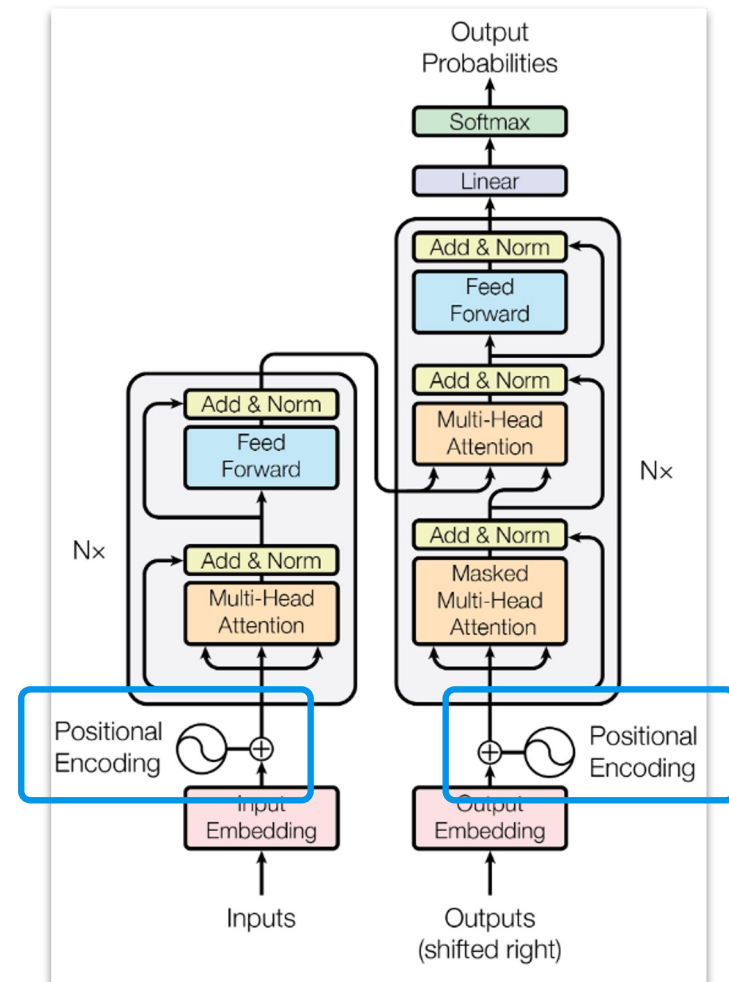 Output
Probabilities
Softmax
Linear
Add & Norm
Feed
Forward
Add & Norm
Multi-Head
Attention
Add & Norm
Masked
Multi-Head
Attention
Nx
Add & Norm
Feed
Forward
Add & Norm
Multi-Head
Attention
Nx
Positional
Encoding
Positional
Encoding
Input
Embedding
Output
Embedding
Inputs
Outputs
(shifted right)